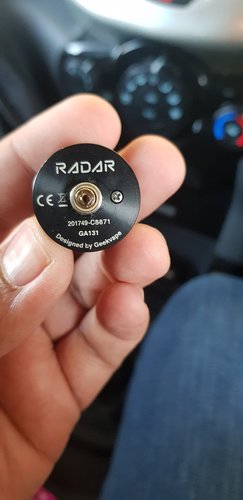 RADAR
CE
201749-C8871
GA131
Designed by Geekvape